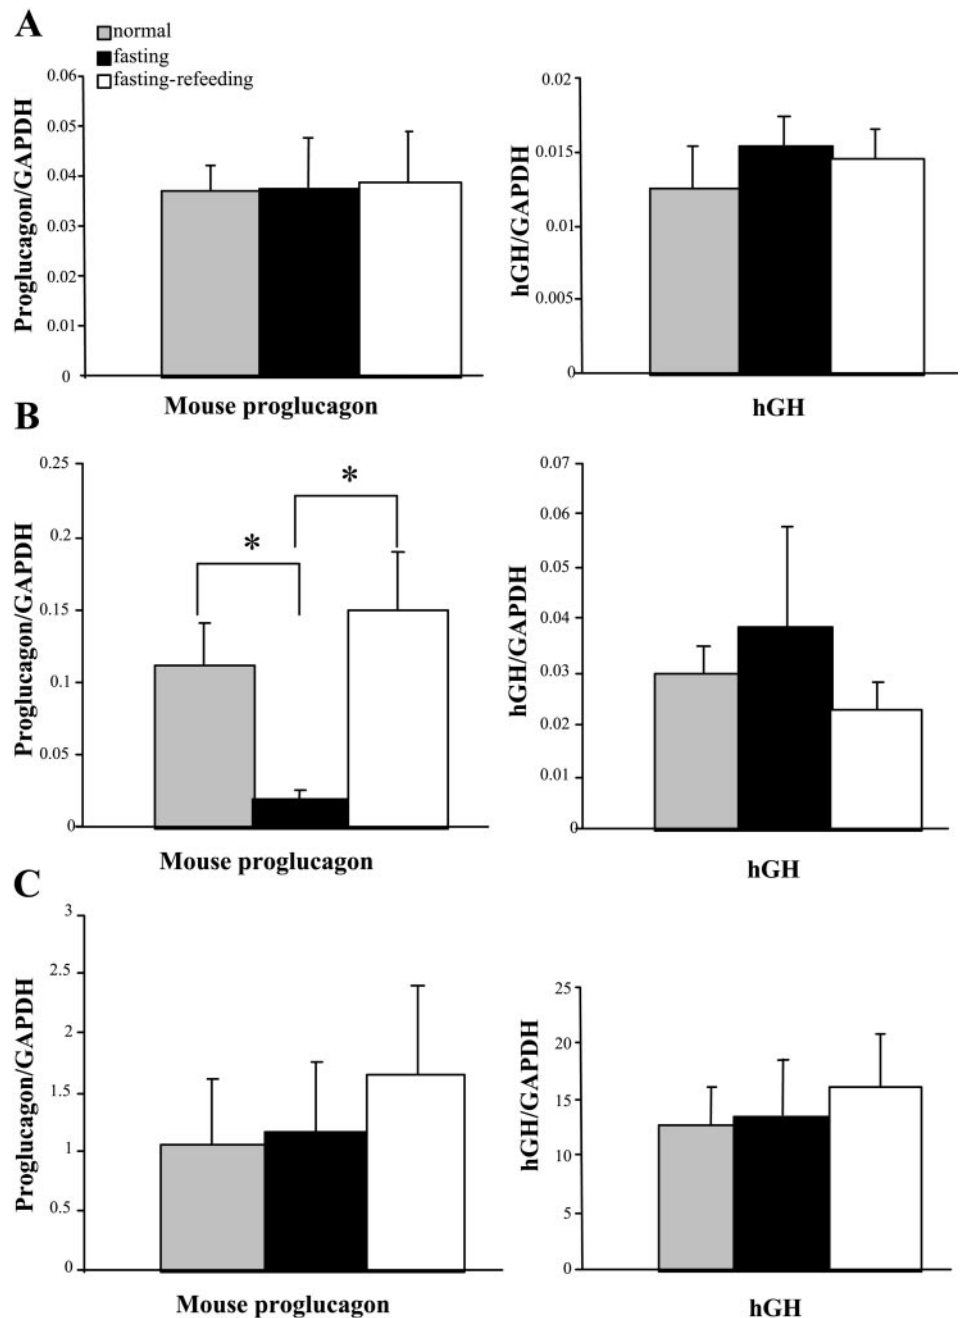 A
normal
fasting
fasting-refeeding
Proglucagon/GAPDH
0.06
0.05
0.04
0.03
0.02
0.01
0
Mouse proglucagon
hGH/GAPDH
0.02
0.015
0.01
0.005
0
hGH
B
Proglucagon/GAPDH
0.25
0.2
0.15
0.1
0.05
0
* *
Mouse proglucagon
hGH/GAPDH
0.07
0.06
0.05
0.04
0.03
0.02
0.01
0
hGH
C
Proglucagon/GAPDH
3
2.5
2
1.5
1
0.5
0
Mouse proglucagon
hGH/GAPDH
25
20
15
10
5
0
hGH